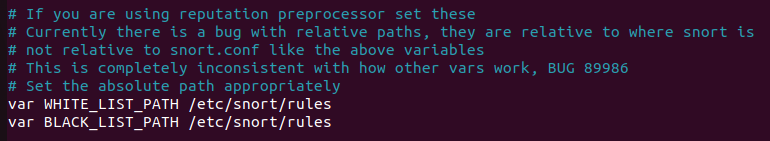 # If you are using reputation preprocessor set these
# Currently there is a bug with relative paths, they are relative to where snort is
# not relative to snort.conf like the above variables
# This is completely inconsistent with how other vars work, BUG 89986
# Set the absolute path appropriately
var WHITE_LIST_PATH /etc/snort/rules
var BLACK_LIST_PATH /etc/snort/rules